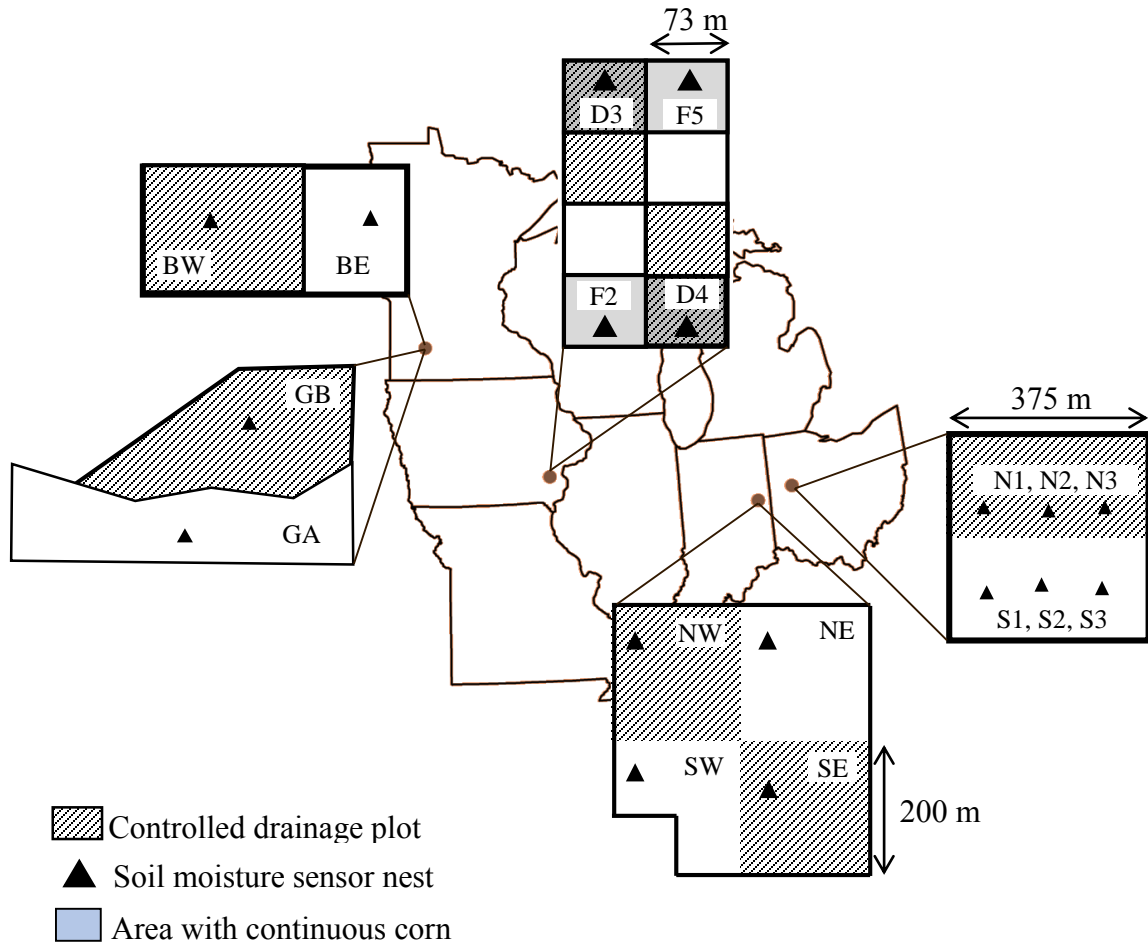 73 m
D3
F5
BW
BE
F2
D4
GB
GA
375 m
N1, N2, N3
S1, S2, S3
NW
NE
SW
SE
200 m
Controlled drainage plot
Soil moisture sensor nest
Area with continuous corn